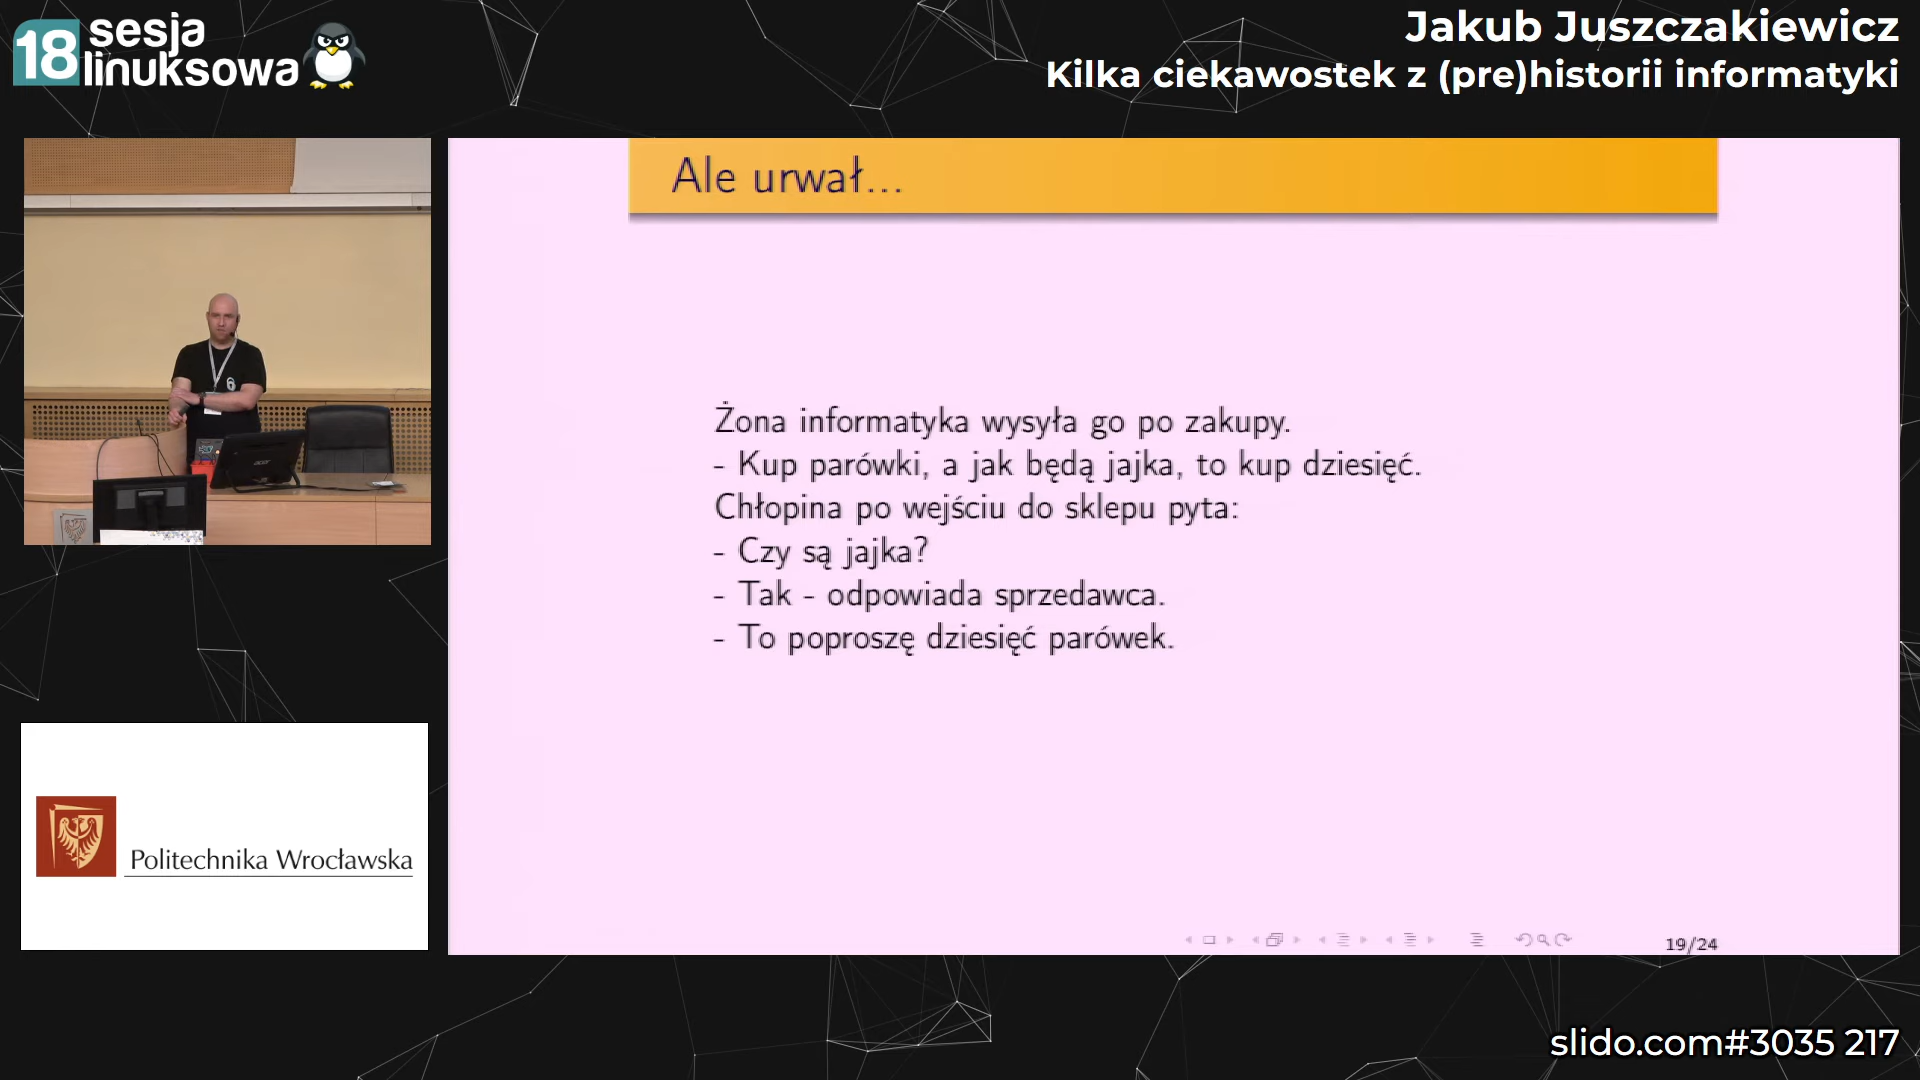 18 sesja
linuksowa
Jakub Juszczakiewicz
Kilka ciekawostek z (pre)historii informatyki
Ale urwał...
Żona informatyka wysyła go po zakupy.
- Kup parówki, a jak będą jajka, to kup dziesięć.
Chłopina po wejściu do sklepu pyta:
- Czy są jajka?
- Tak - odpowiada sprzedawca.
- To poproszę dziesięć parówek.
19/24
Politechnika Wrocławska
slido.com#3035 217